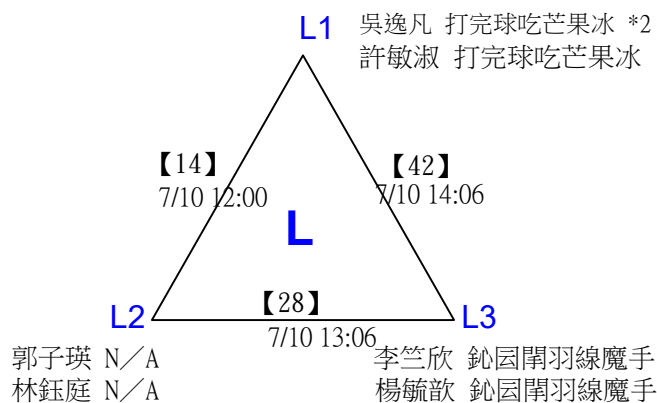 L1
吳逸凡 打完球吃芒果冰 *2
許敏淑 打完球吃芒果冰
【14】
7/10 12:00
【42】
7/10 14:06
L
【28】
7/10 13:06
L2
郭子瑛 N／A
林鈺庭 N／A
L3
李竺欣 鈊囩閈羽線魔手
楊毓歆 鈊囩閈羽線魔手